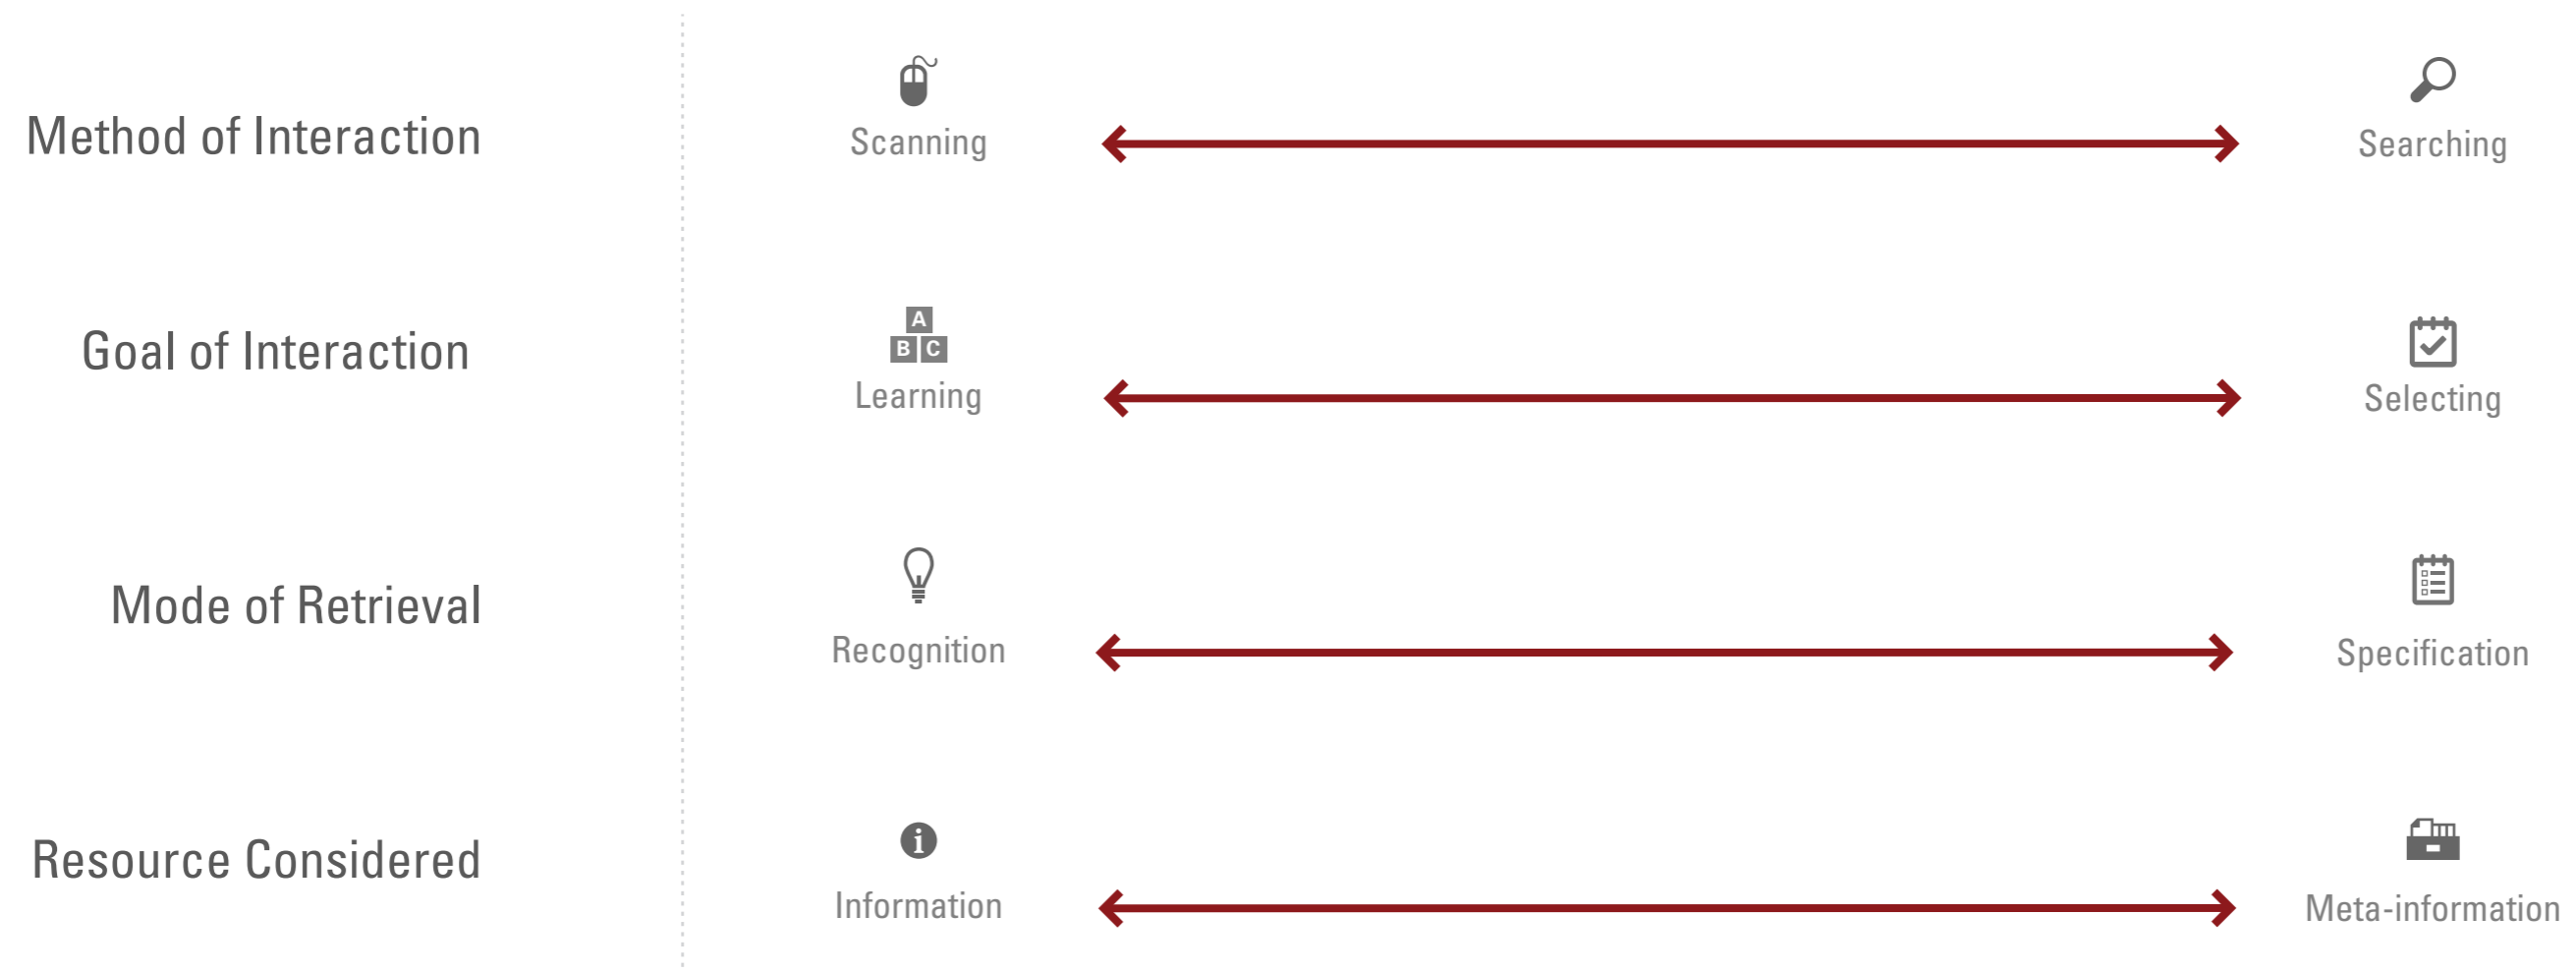 Method of Interaction
Scanning
Searching
Goal of Interaction
A
B C
Learning
Selecting
Mode of Retrieval
Recognition
Specification
Resource Considered
i
Information
Meta-information